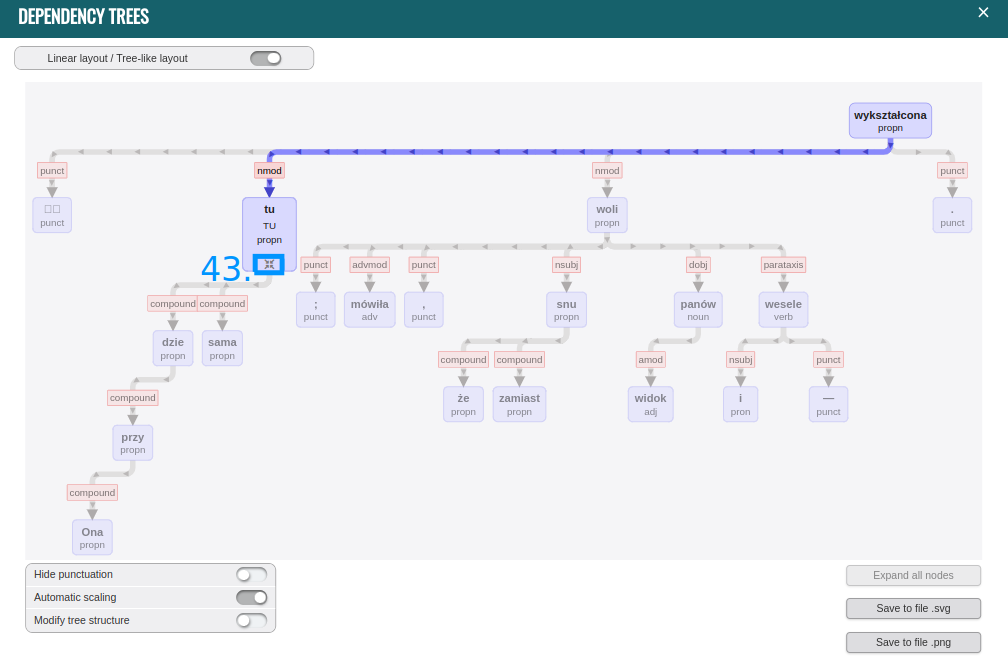 DEPENDENCY TREES
Linear layout / Tree-like layout
wykształcona
propn
punct
nmod
nmod
punct
punct
tu
TU
propn
woli
propn
.
punct
43.
punct
advmod
punct
nsubj
dobj
parataxis
compound
compound
;
punct
mówiła
adv
,
punct
snu
propn
panów
noun
wesele
verb
dzie
propn
sama
propn
compound
compound
amod
nsubj
punct
compound
że
propn
zamiast
propn
widok
adj
i
pron
—
punct
przy
propn
compound
Ona
propn
Hide punctuation
Automatic scaling
Modify tree structure
Expand all nodes
Save to file .svg
Save to file .png